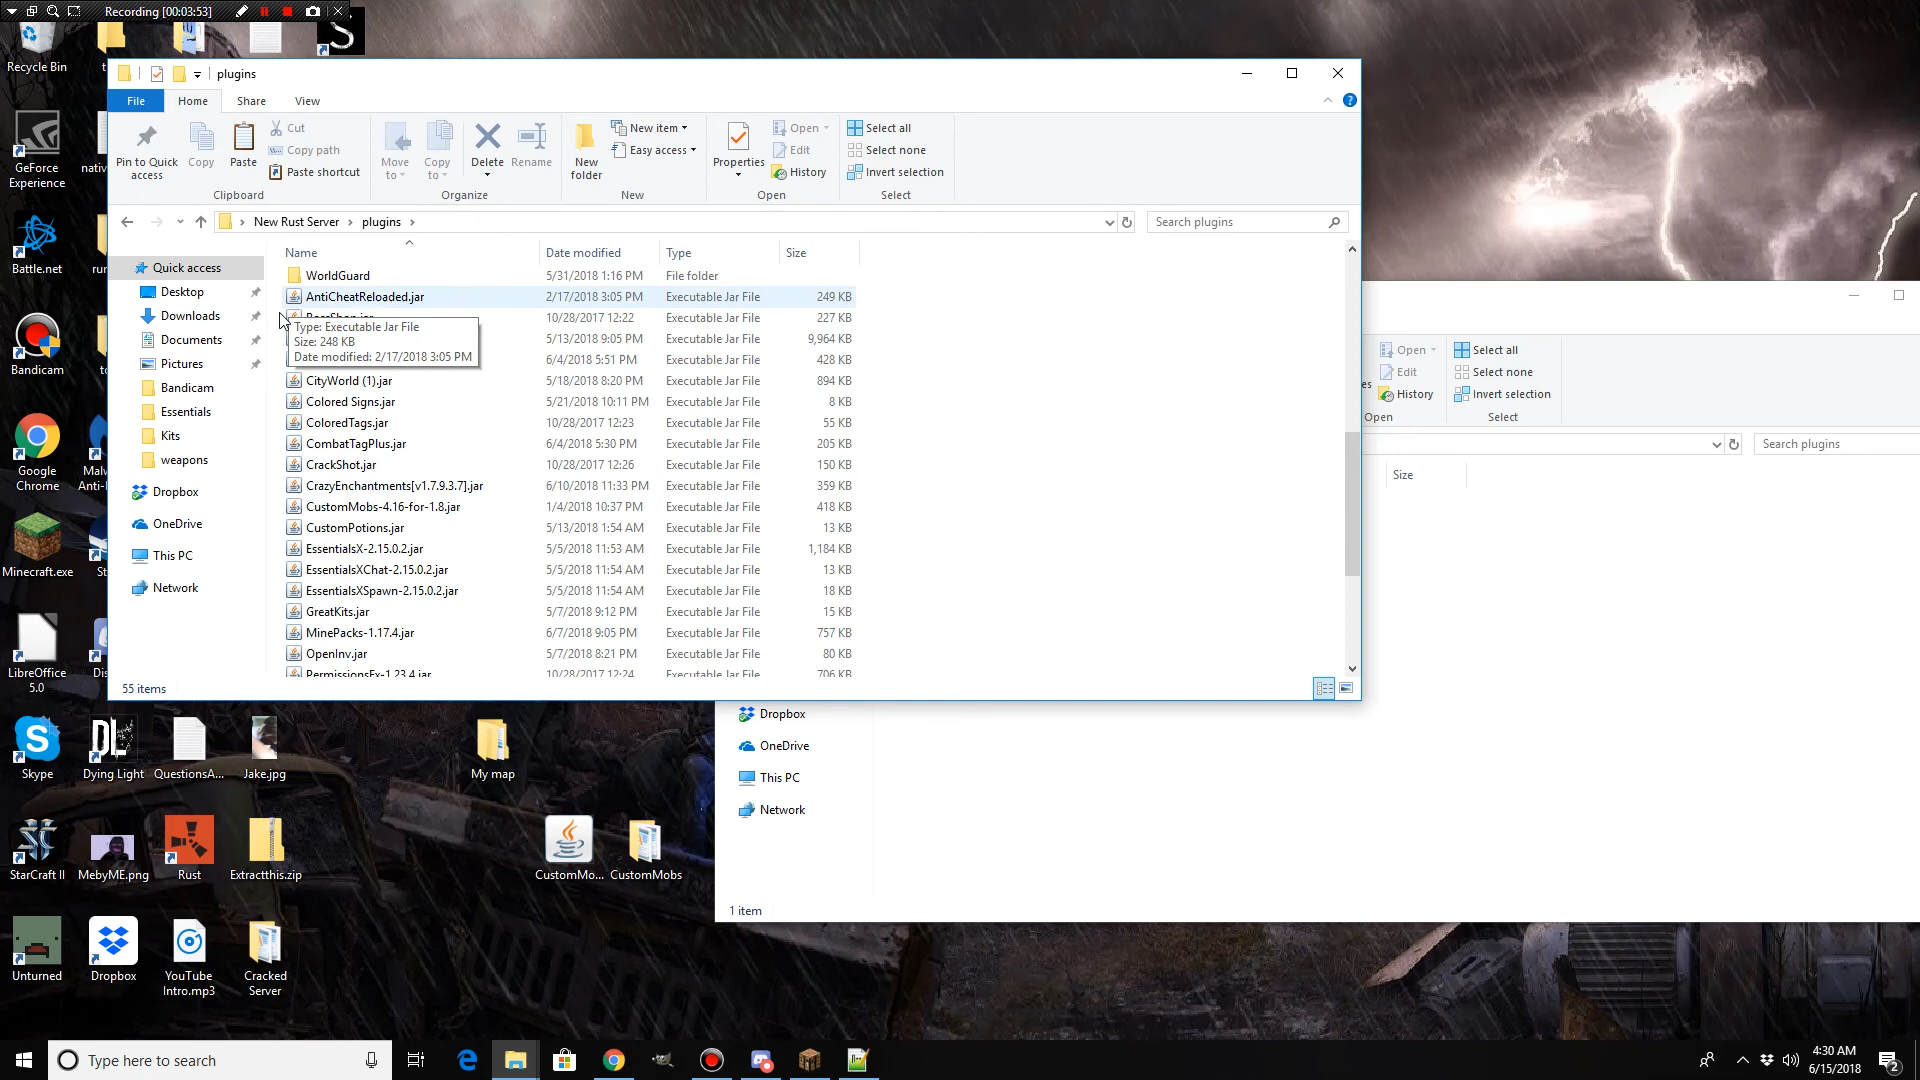 Recording [00:03:53]
plugins
File
Home
Share
View
Pin to Quick access
Copy
Paste
Cut
Copy path
Paste shortcut
Clipboard
Move to
Copy to
Delete
Rename
Organize
New folder
New item
Easy access
New
Properties
Open
Edit
History
Open
Select all
Select none
Invert selection
Select
New Rust Server
plugins
Search plugins
Name
Date modified
Type
Size
WorldGuard 5/31/2018 1:16 PM File folder
AntiCheatReloaded.jar 2/17/2018 3:05 PM Executable Jar File 249 KB
10/28/2017 12:22 Executable Jar File 227 KB
5/13/2018 9:05 PM Executable Jar File 9,964 KB
6/4/2018 5:51 PM Executable Jar File 428 KB
Type: Executable Jar File
Size: 248 KB
Date modified: 2/17/2018 3:05 PM
CityWorld (1).jar 5/18/2018 8:20 PM Executable Jar File 894 KB
Colored Signs.jar 5/21/2018 10:11 PM Executable Jar File 8 KB
ColoredTags.jar 10/28/2017 12:23 Executable Jar File 55 KB
CombatTagPlus.jar 6/4/2018 5:30 PM Executable Jar File 205 KB
CrackShot.jar 10/28/2017 12:26 Executable Jar File 150 KB
CrazyEnchantments[v1.7.9.3.7].jar 6/10/2018 11:33 PM Executable Jar File 359 KB
CustomMobs-4.16-for-1.8.jar 1/4/2018 10:37 PM Executable Jar File 418 KB
CustomPotions.jar 5/13/2018 1:54 AM Executable Jar File 13 KB
EssentialsX-2.15.0.2.jar 5/5/2018 11:53 AM Executable Jar File 1,184 KB
EssentialsXChat-2.15.0.2.jar 5/5/2018 11:54 AM Executable Jar File 13 KB
EssentialsXSpawn-2.15.0.2.jar 5/5/2018 11:54 AM Executable Jar File 18 KB
GreatKits.jar 5/7/2018 9:12 PM Executable Jar File 15 KB
MinePacks-1.17.4.jar 6/7/2018 9:05 PM Executable Jar File 757 KB
OpenInv.jar 5/7/2018 8:21 PM Executable Jar File 80 KB
PermissionsEx-1.23.4.jar 10/28/2017 12:24 Executable Jar File 706 KB
Quick access
Desktop
Downloads
Documents
Pictures
Bandicam
Essentials
Kits
weapons
Dropbox
OneDrive
This PC
Network
55 items
Open
Edit
History
Open
Select all
Select none
Invert selection
Select
Search plugins
Size
Dropbox
OneDrive
This PC
Network
1 item
Recycle Bin
GeForce Experience
Battle.net
Bandicam
Google Chrome
Minecraft.exe
LibreOffice 5.0
Skype
Dying Light
QuestionsA...
Jake.jpg
My map
StarCraft II
MebyME.png
Rust
Extractthis.zip
CustomMo...
CustomMobs
Unturned
Dropbox
YouTube Intro.mp3
Cracked Server
Type here to search
4:30 AM
6/15/2018
2